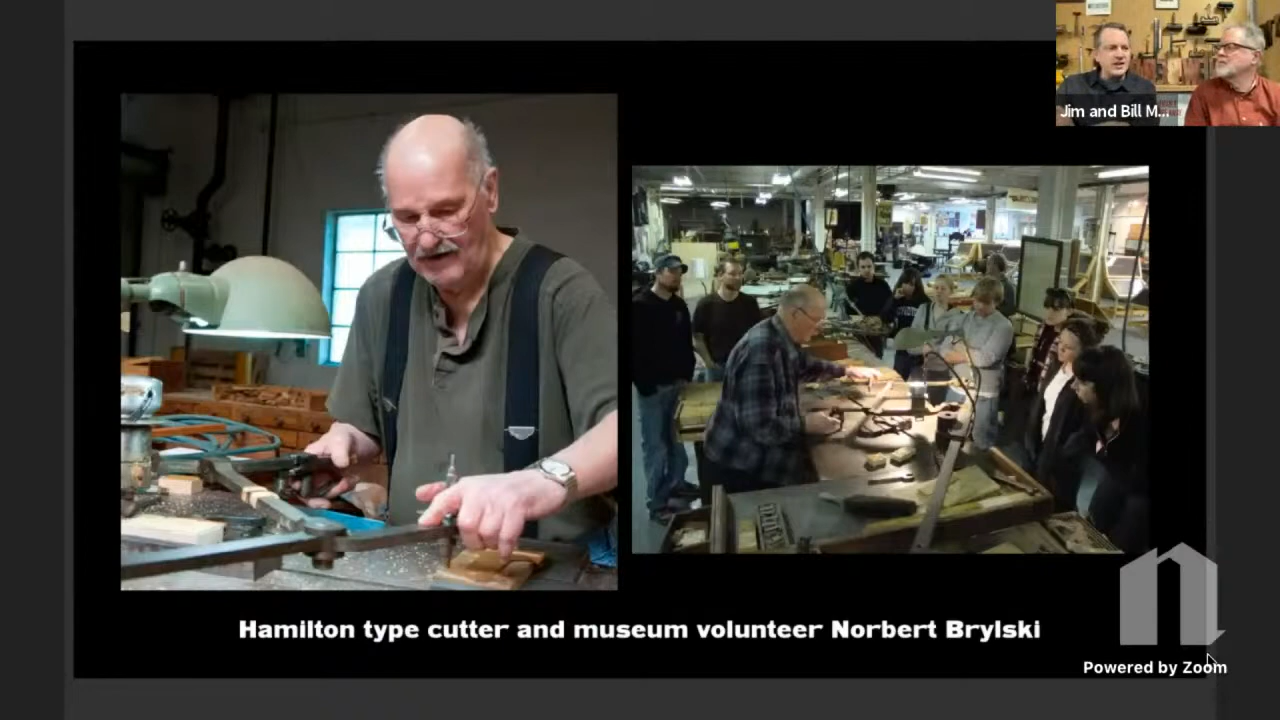 Jim and Bill M...
Hamilton type cutter and museum volunteer Norbert Brylski
n
Powered by Zoom